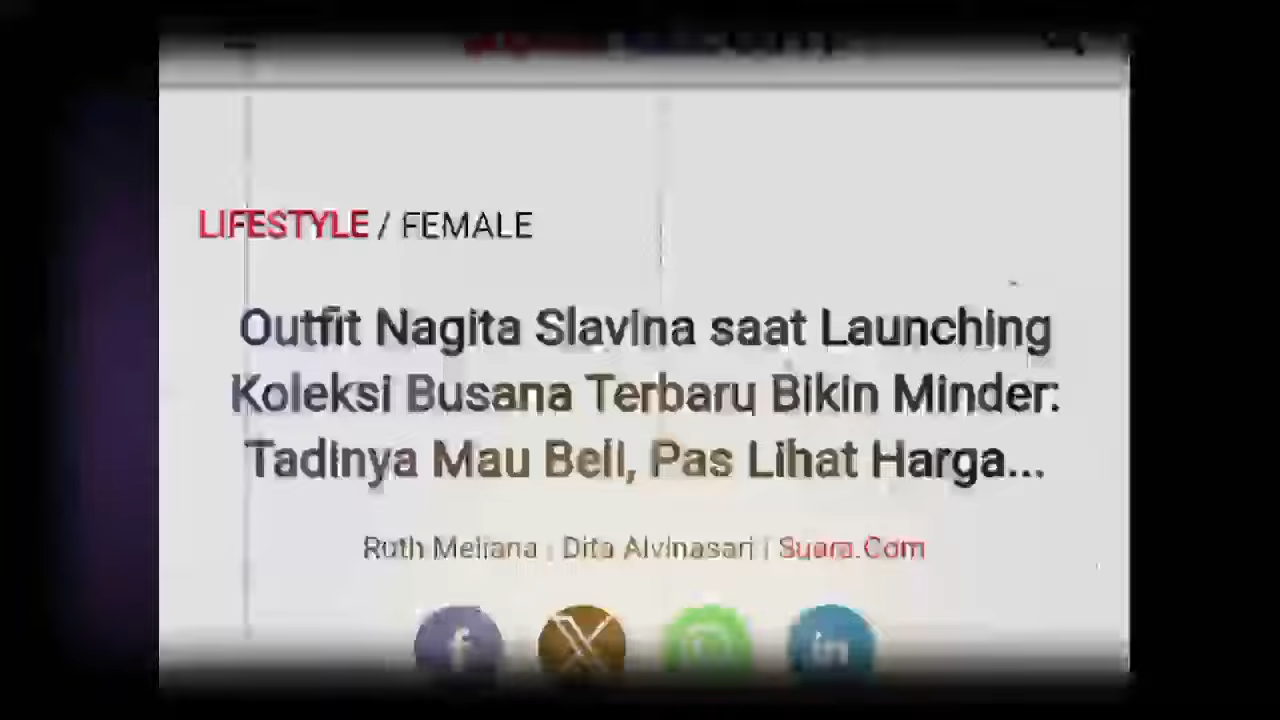 LIFESTYLE / FEMALE
Outfit Nagita Slavina saat Launching
Koleksi Busana Terbaru Bikin Minder:
Tadinya Mau Beli, Pas Lihat Harga...
Ruth Meliana | Dita Alvinasari | Suara.Com
f X in